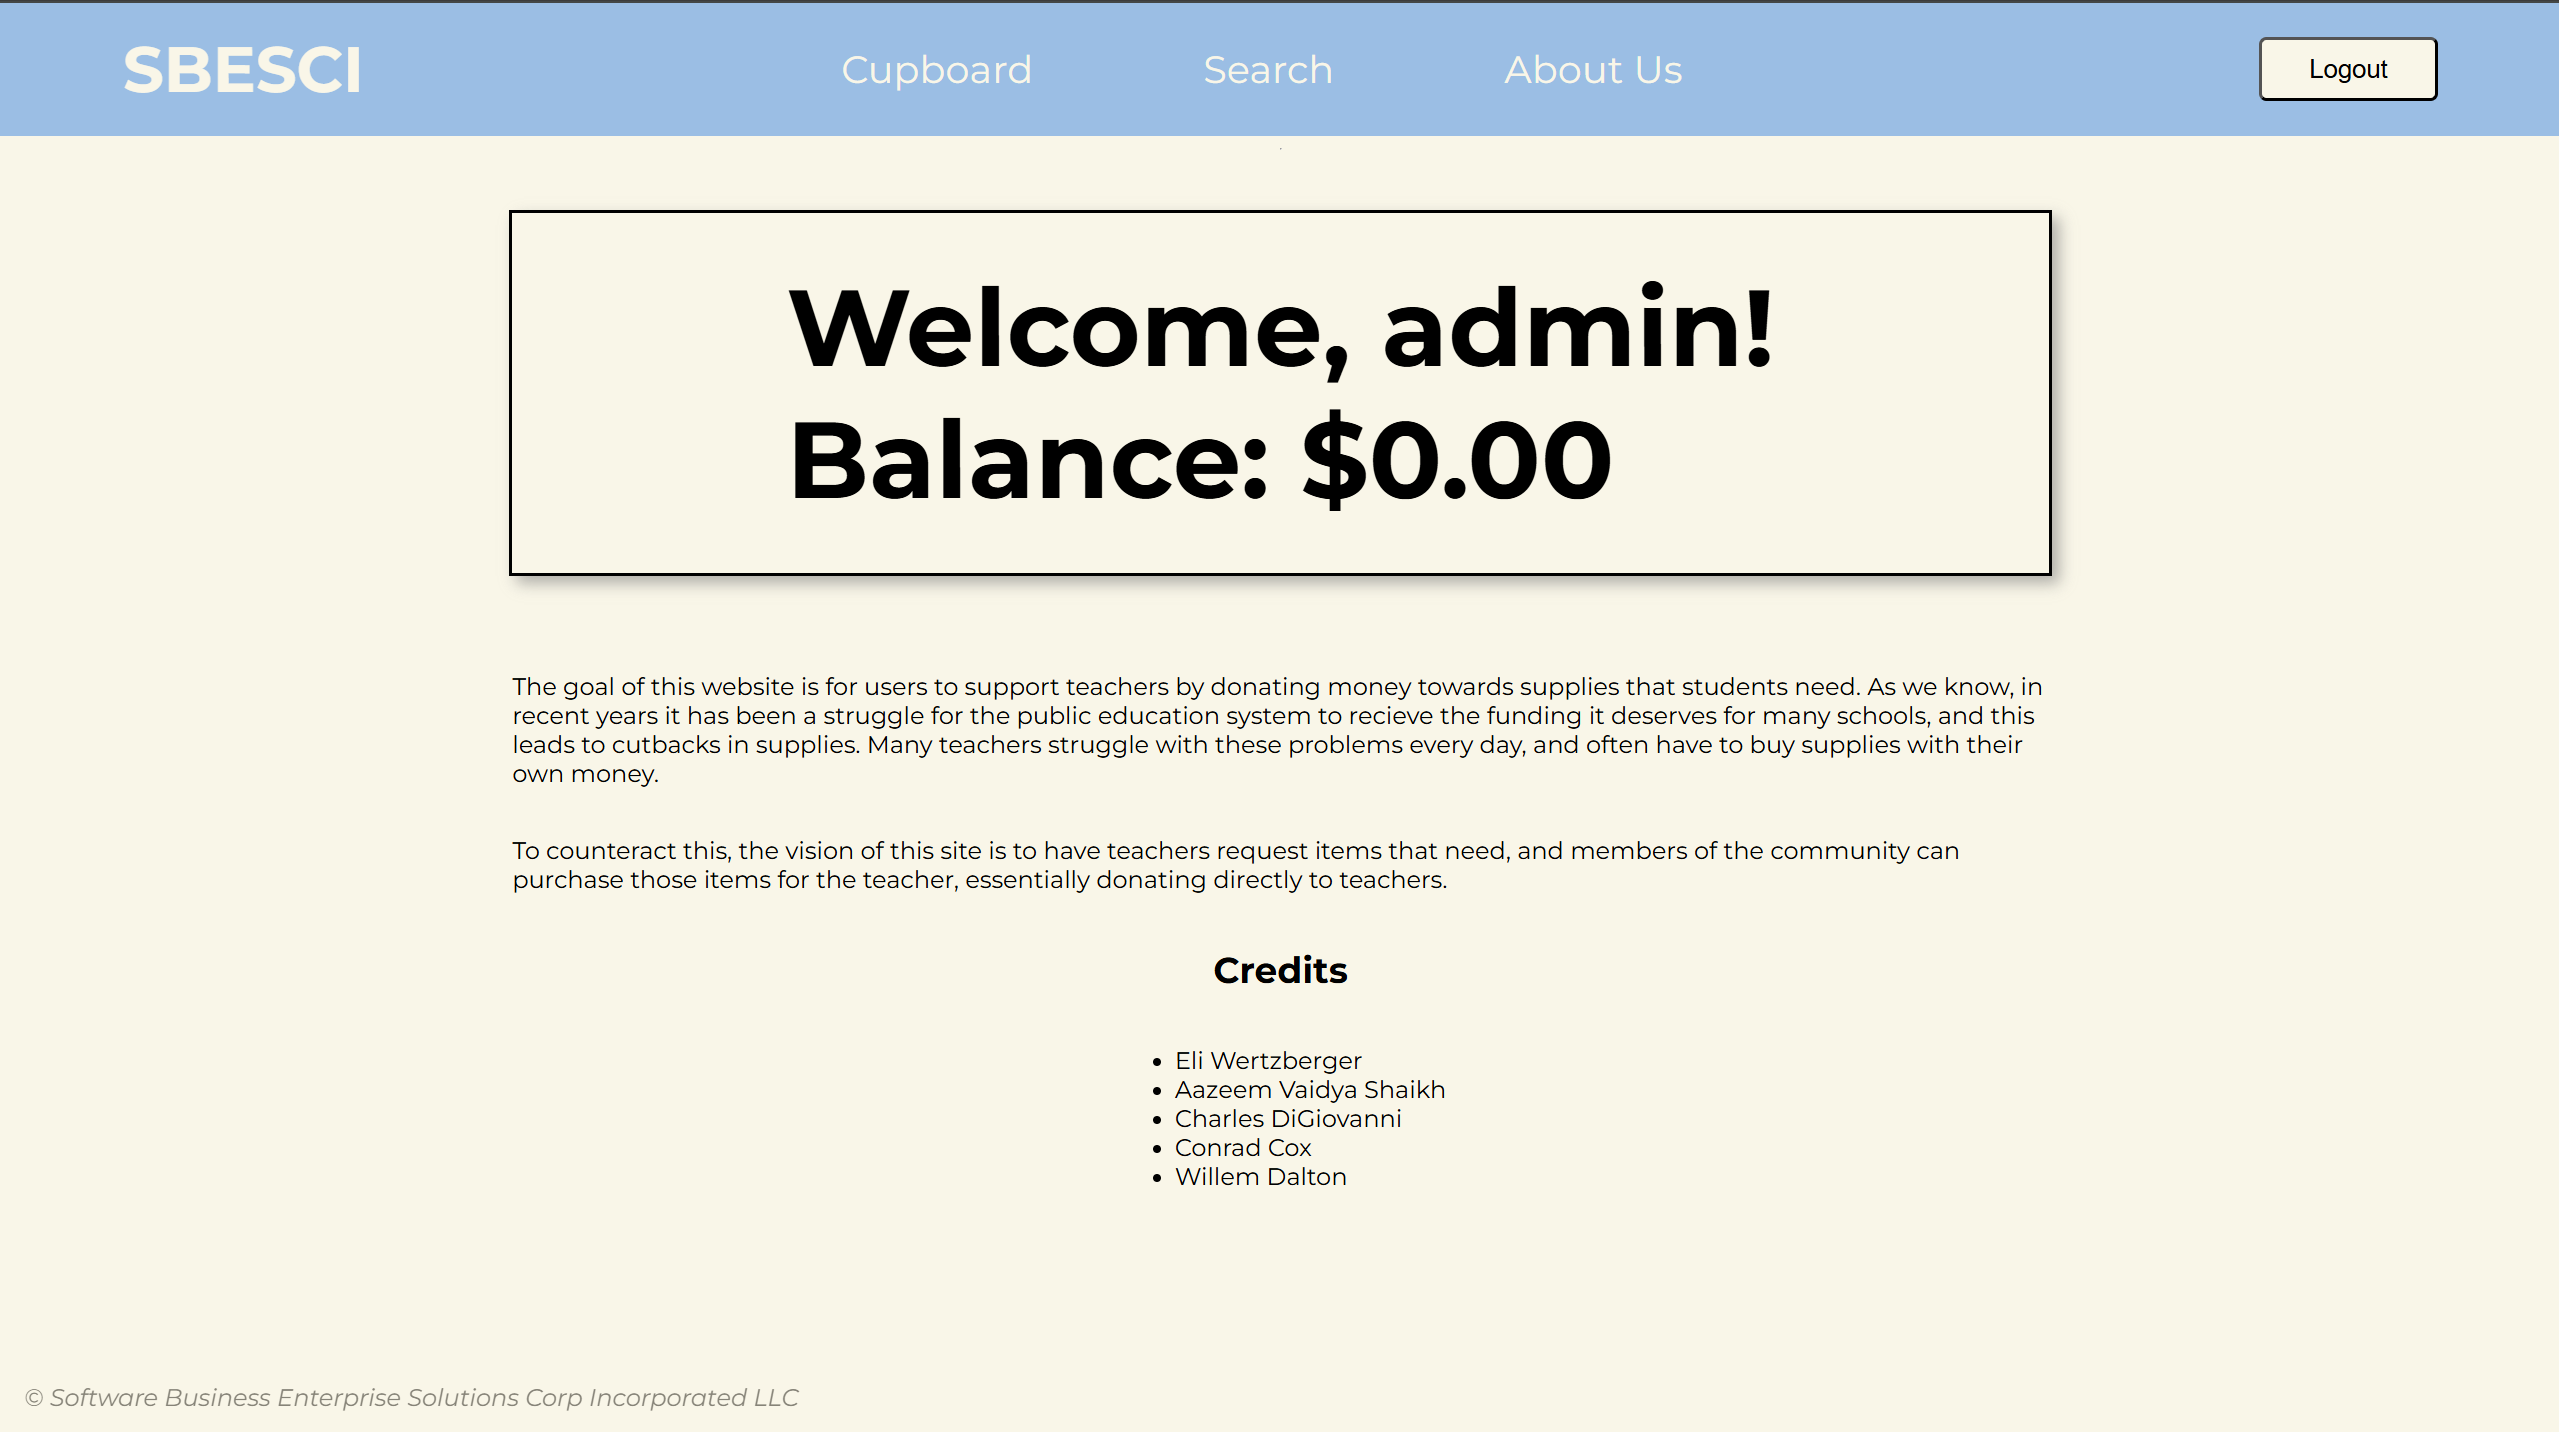 SBESCI
Cupboard
Search
About Us
Logout
Welcome, admin!
Balance: $0.00
The goal of this website is for users to support teachers by donating money towards supplies that students need. As we know, in
recent years it has been a struggle for the public education system to recieve the funding it deserves for many schools, and this
leads to cutbacks in supplies. Many teachers struggle with these problems every day, and often have to buy supplies with their
own money.
To counteract this, the vision of this site is to have teachers request items that need, and members of the community can
purchase those items for the teacher, essentially donating directly to teachers.
Credits
• Eli Wertzberger
• Aazeem Vaidya Shaikh
• Charles DiGiovanni
• Conrad Cox
• Willem Dalton
© Software Business Enterprise Solutions Corp Incorporated LLC